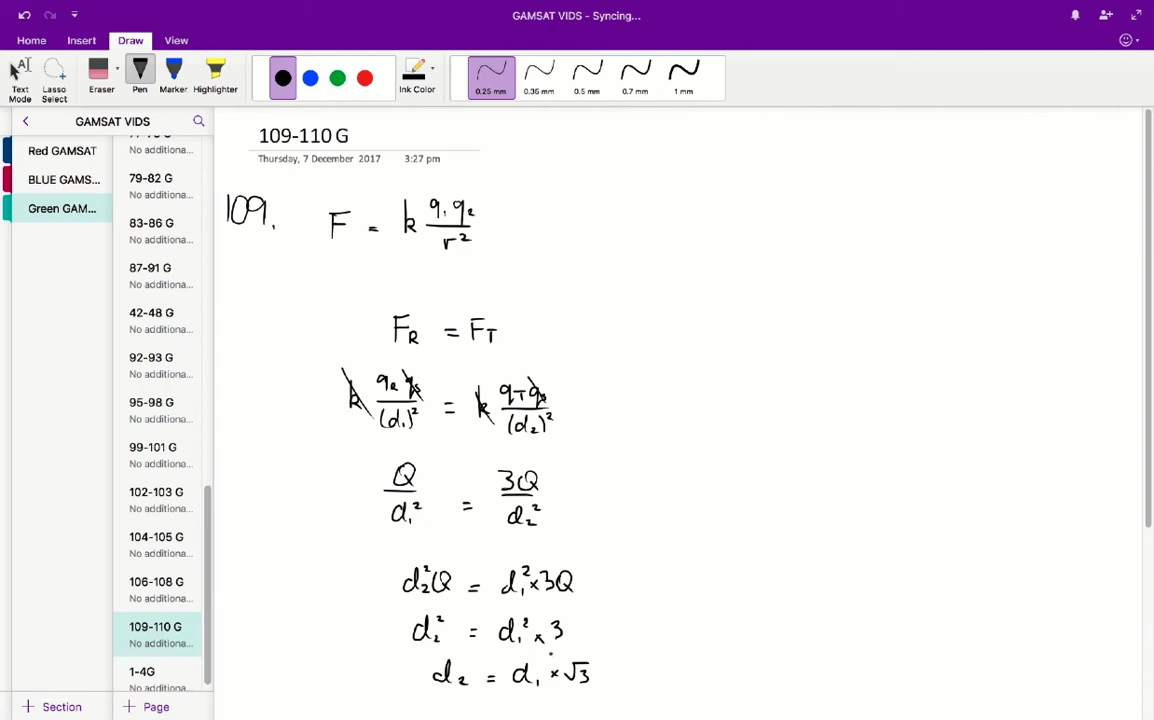 GAMSAT VIDS - Syncing...
Home Insert Draw View
Text Mode
Lasso Select
Eraser
Pen
Marker
Highlighter
Ink Color
0.25 mm
0.35 mm
0.5 mm
0.7 mm
1 mm
GAMSAT VIDS
Red GAMSAT
BLUE GAMS...
Green GAM...
No additiona...
79-82 G
No additiona...
83-86 G
No additiona...
87-91 G
No additiona...
42-48 G
No additiona...
92-93 G
No additiona...
95-98 G
No additiona...
99-101 G
No additiona...
102-103 G
No additiona...
104-105 G
No additiona...
106-108 G
No additiona...
109-110 G
No additiona...
1-4G
No additiona...
+ Section
+ Page
109-110 G
Thursday, 7 December 2017 3:27 pm
109. F = k q₁q₂ / r²
F_R = F_T
k q_R q_s / (d₁)² = k q_T q_s / (d₂)²
Q / d₁² = 3Q / d₂²
d₂²Q = d₁² × 3Q
d₂² = d₁² × 3
d₂ = d₁ × √3